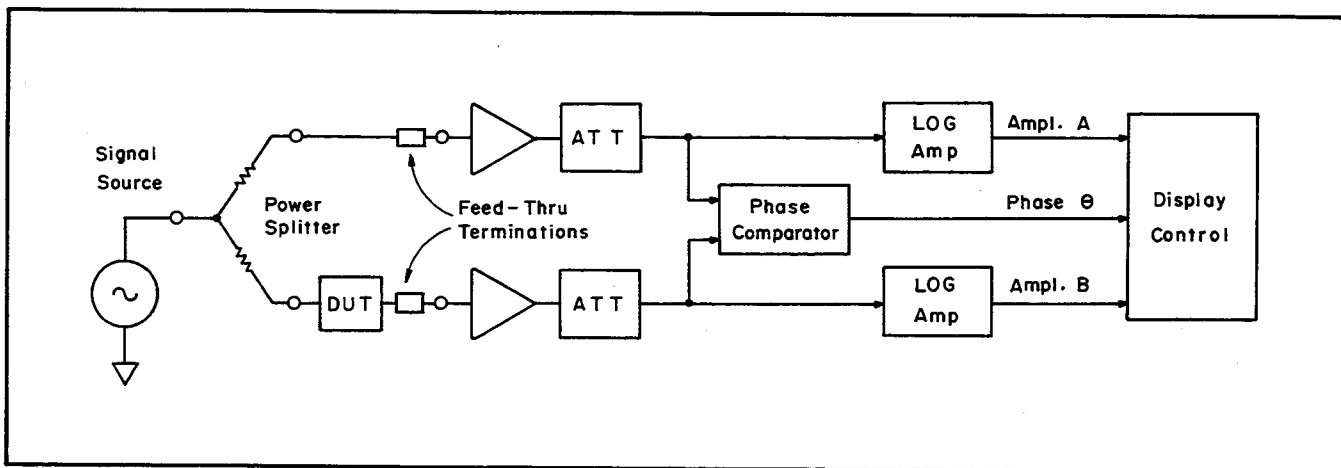 Signal
Source
Power
Splitter
Feed-Thru
Terminations
DUT
ATT
ATT
Phase
Comparator
LOG
Amp
LOG
Amp
Ampl. A
Phase θ
Ampl. B
Display
Control